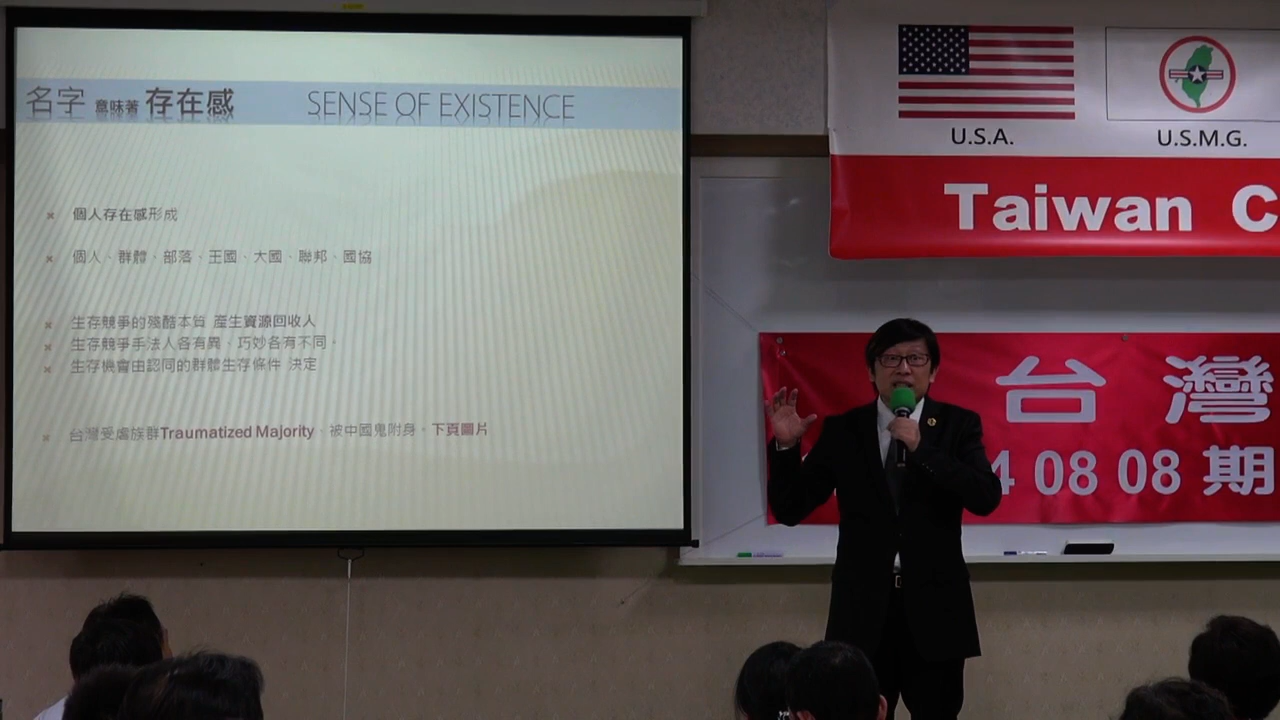 名字 意味著 存在感 SENSE OF EXISTENCE
個人存在感形成
個人、群體、部落、王國、大國、聯邦、國協
生存競爭的殘酷本質 產生資源回收人
生存競爭手法人各有異、巧妙各有不同。
生存機會由認同的群體生存條件 決定
台灣受虐族群Traumatized Majority、被中國鬼附身。下頁圖片
U.S.A.
U.S.M.G.
Taiwan C
台灣
4 08 08 期